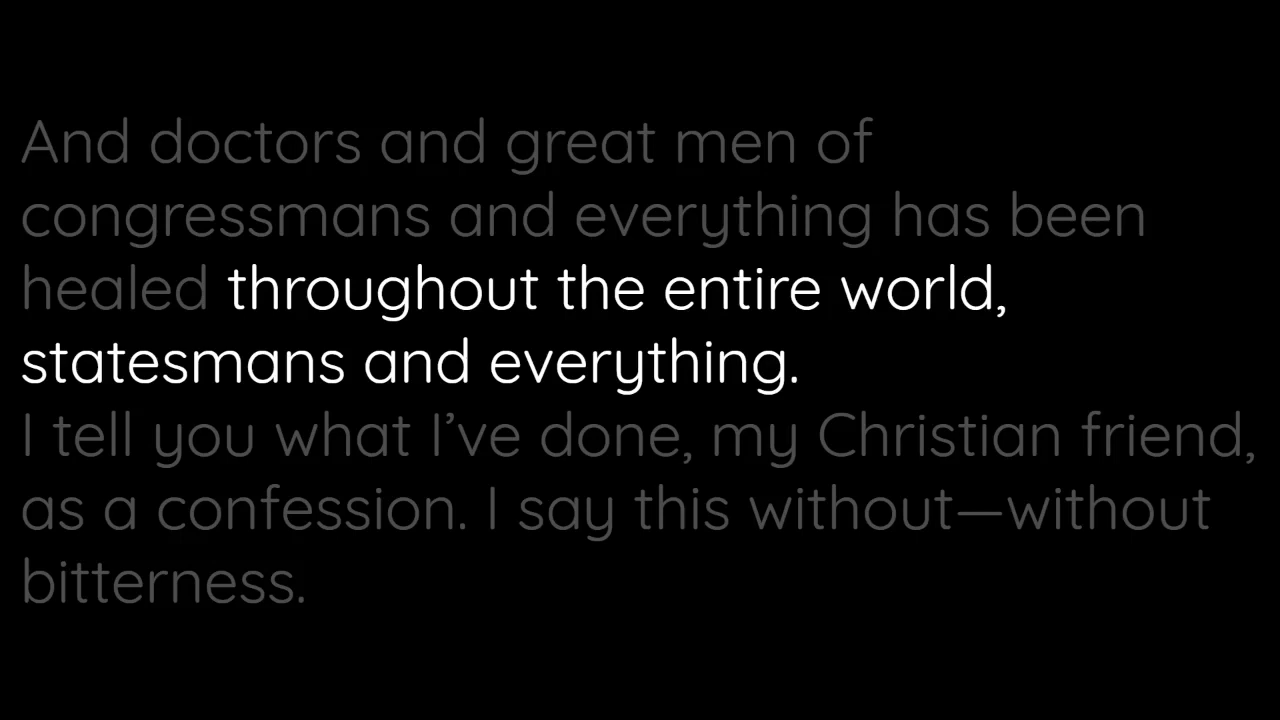 And doctors and great men of
congressmans and everything has been
healed throughout the entire world,
statesmans and everything.
I tell you what I’ve done, my Christian friend,
as a confession. I say this without—without
bitterness.